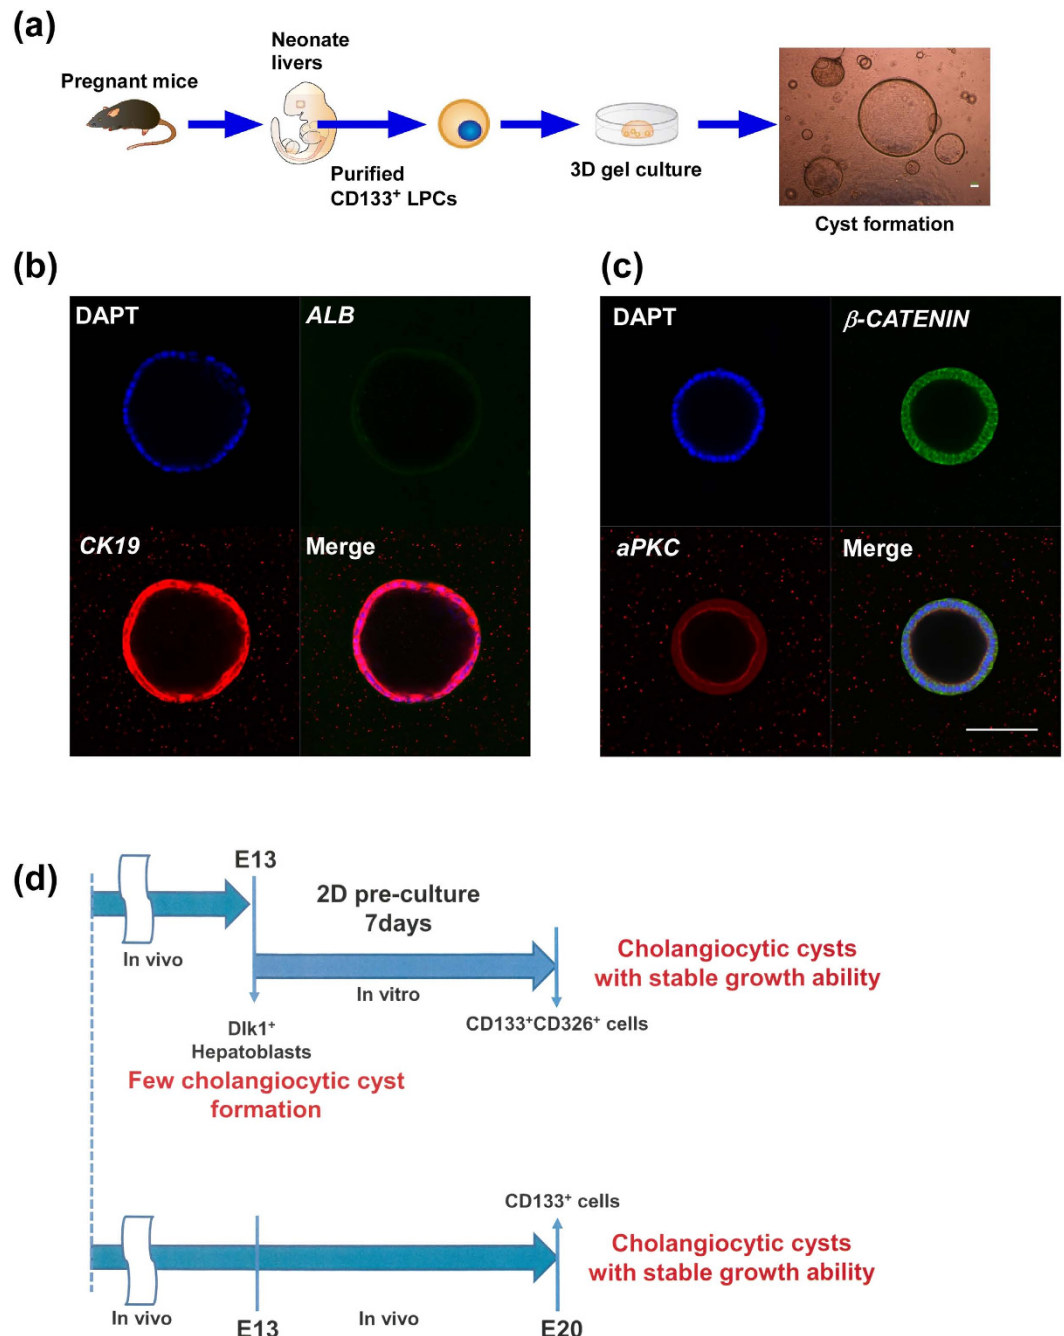 (a)
Pregnant mice
Neonate
livers
Purified
CD133⁺ LPCs
3D gel culture
Cyst formation
(b)
DAPT
ALB
CK19
Merge
(c)
DAPT
β-CATENIN
aPKC
Merge
(d)
E13
2D pre-culture
7days
In vivo
In vitro
Cholangiocytic cysts
with stable growth ability
Dlk1⁺
Hepatoblasts
CD133⁺CD326⁺ cells
Few cholangiocytic cyst
formation
CD133⁺ cells
Cholangiocytic cysts
with stable growth ability
In vivo
E13
In vivo
E20